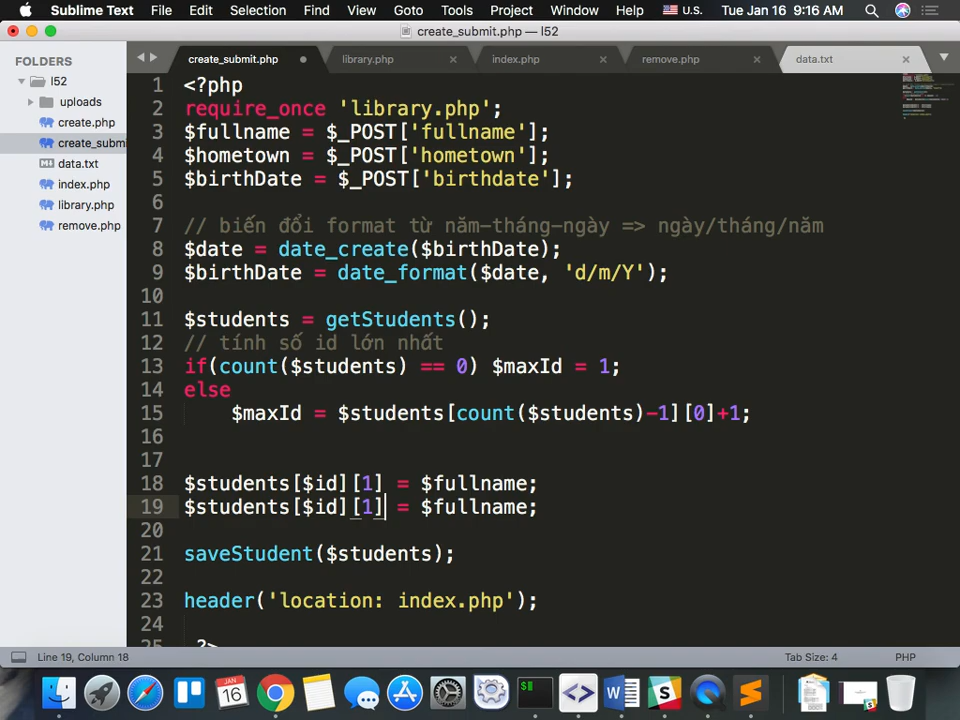 Sublime Text File Edit Selection Find View Goto Tools Project Window Help U.S. Tue Jan 16 9:16 AM
create_submit.php — l52
FOLDERS
l52
uploads
create.php
create_submi
data.txt
index.php
library.php
remove.php
create_submit.php library.php index.php remove.php data.txt
1 <?php
2 require_once 'library.php';
3 $fullname = $_POST['fullname'];
4 $hometown = $_POST['hometown'];
5 $birthDate = $_POST['birthdate'];
6
7 // biến đổi format từ năm-tháng-ngày => ngày/tháng/năm
8 $date = date_create($birthDate);
9 $birthDate = date_format($date, 'd/m/Y');
10
11 $students = getStudents();
12 // tính số id lớn nhất
13 if(count($students) == 0) $maxId = 1;
14 else
15 $maxId = $students[count($students)-1][0]+1;
16
17
18 $students[$id][1] = $fullname;
19 $students[$id][1] = $fullname;
20
21 saveStudent($students);
22
23 header('location: index.php');
24
25 ?>
Line 19, Column 18 Tab Size: 4 PHP
JAN
16